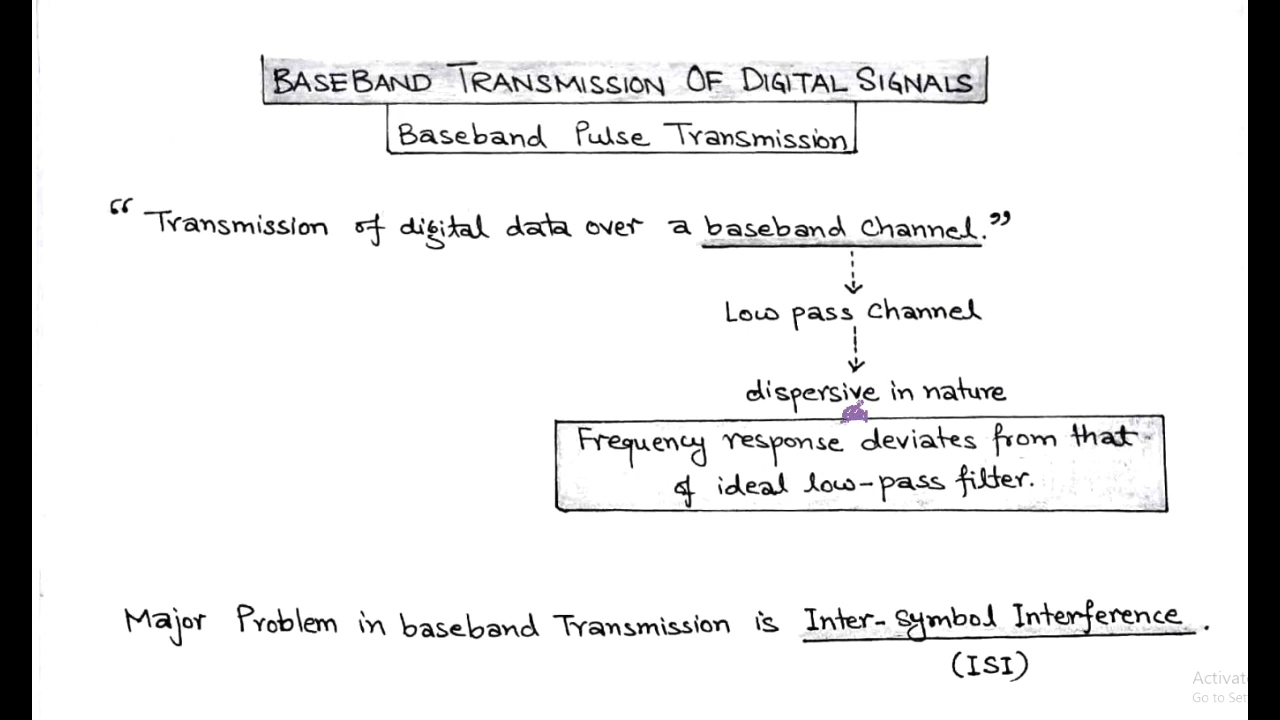 BASEBAND TRANSMISSION OF DIGITAL SIGNALS
Baseband Pulse Transmission
“Transmission of digital data over a baseband channel.”
Low pass channel
dispersive in nature
Frequency response deviates from that
of ideal low-pass filter.
Major Problem in baseband Transmission is Inter-symbol Interference.
(ISI)
Go to